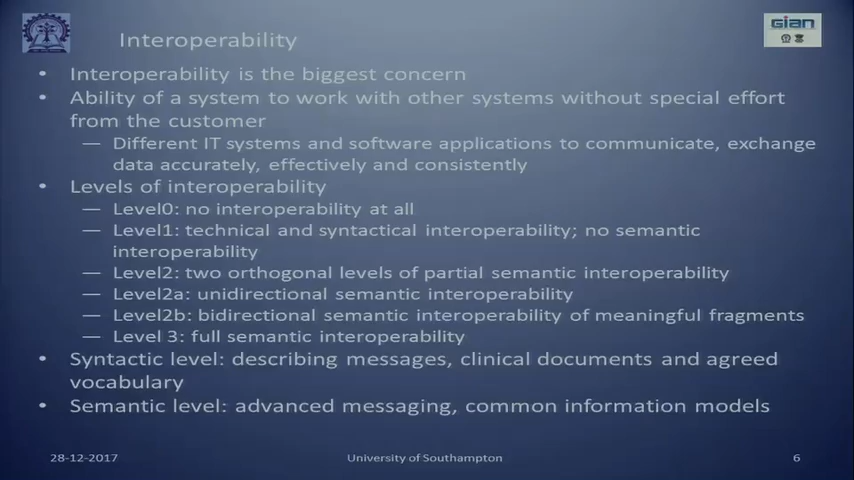 GIAN
Interoperability
• Interoperability is the biggest concern
• Ability of a system to work with other systems without special effort
from the customer
— Different IT systems and software applications to communicate, exchange
data accurately, effectively and consistently
• Levels of interoperability
— Level0: no interoperability at all
— Level1: technical and syntactical interoperability; no semantic
interoperability
— Level2: two orthogonal levels of partial semantic interoperability
— Level2a: unidirectional semantic interoperability
— Level2b: bidirectional semantic interoperability of meaningful fragments
— Level 3: full semantic interoperability
• Syntactic level: describing messages, clinical documents and agreed
vocabulary
• Semantic level: advanced messaging, common information models
28-12-2017
University of Southampton
6